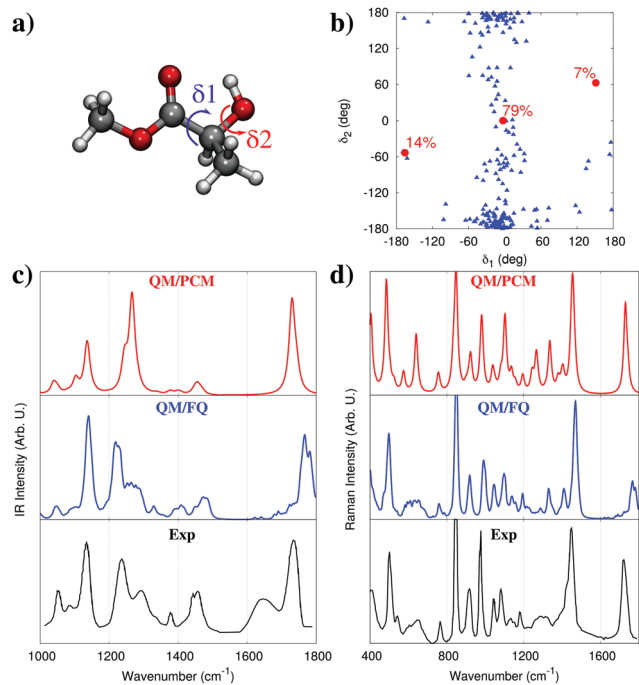 a)
δ1
δ2
b)
180
120
60
0
-60
-120
-180
δ2 (deg)
7%
79%
14%
-180
-120
-60
0
60
120
180
δ1 (deg)
c)
QM/PCM
QM/FQ
Exp
IR Intensity (Arb. U.)
1000 1200 1400 1600 1800
Wavenumber (cm-1)
d)
QM/PCM
QM/FQ
Exp
Raman Intensity (Arb. U.)
400 800 1200 1600
Wavenumber (cm-1)